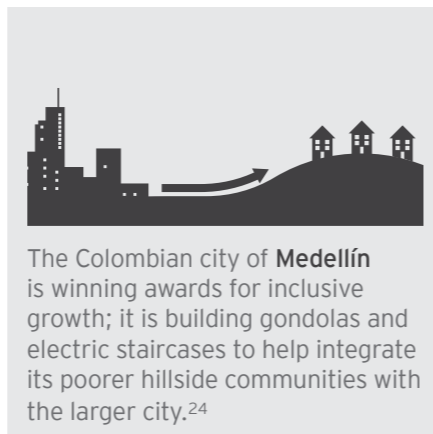 The Colombian city of Medellín
is winning awards for inclusive
growth; it is building gondolas and
electric staircases to help integrate
its poorer hillside communities with
the larger city.24